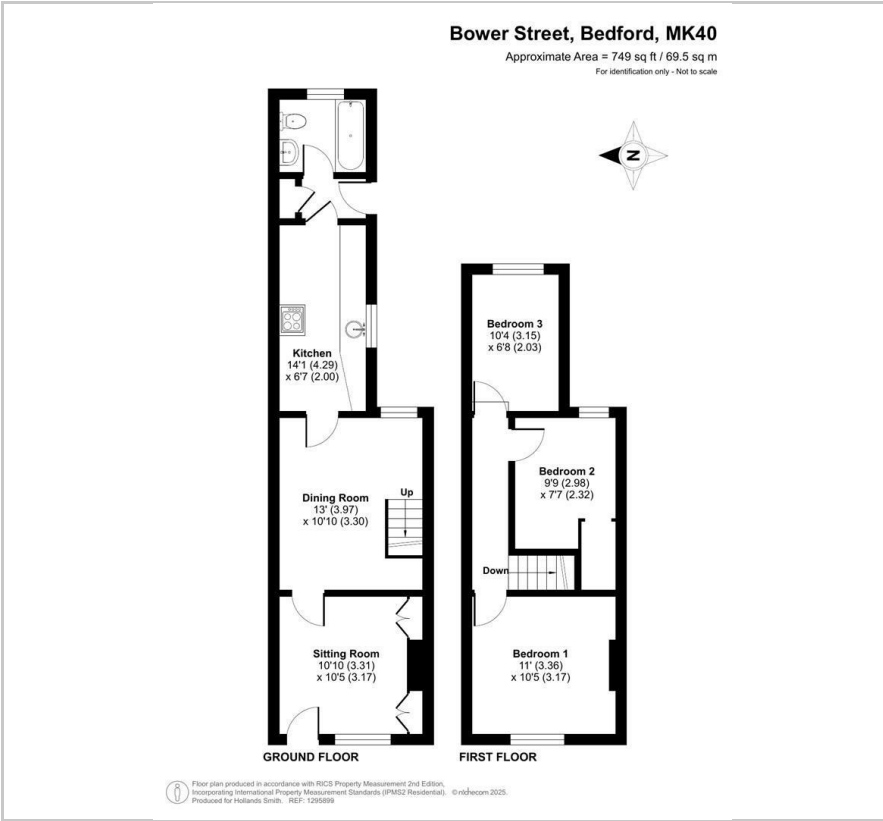 Bower Street, Bedford, MK40
Approximate Area = 749 sq ft / 69.5 sq m
For identification only - Not to scale
N
Kitchen
14'1 (4.29)
x 6'7 (2.00)
Dining Room
13' (3.97)
x 10'10 (3.30)
Up
Sitting Room
10'10 (3.31)
x 10'5 (3.17)
GROUND FLOOR
Bedroom 3
10'4 (3.15)
x 6'8 (2.03)
Bedroom 2
9'9 (2.98)
x 7'7 (2.32)
Down
Bedroom 1
11' (3.36)
x 10'5 (3.17)
FIRST FLOOR
Floor plan produced in accordance with RICS Property Measurement 2nd Edition,
Incorporating International Property Measurement Standards (IPMS2 Residential). © nichecom 2025.
Produced for Hollands Smith. REF: 1295899